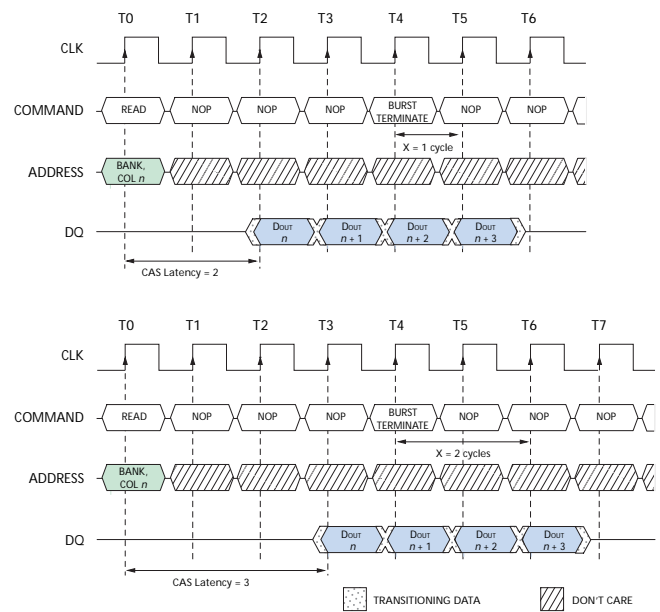 T0 T1 T2 T3 T4 T5 T6
CLK
COMMAND READ NOP NOP NOP BURST TERMINATE NOP NOP
X = 1 cycle
ADDRESS BANK, COL n
DQ DOUT n DOUT n + 1 DOUT n + 2 DOUT n + 3
CAS Latency = 2
T0 T1 T2 T3 T4 T5 T6 T7
CLK
COMMAND READ NOP NOP NOP BURST TERMINATE NOP NOP NOP
X = 2 cycles
ADDRESS BANK, COL n
DQ DOUT n DOUT n + 1 DOUT n + 2 DOUT n + 3
CAS Latency = 3
TRANSITIONING DATA DON'T CARE